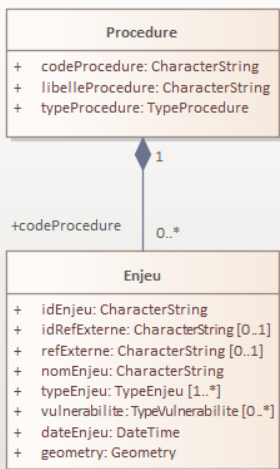 Procedure
+ codeProcedure: CharacterString
+ libelleProcedure: CharacterString
+ typeProcedure: TypeProcedure
1
+codeProcedure
0..*
Enjeu
+ idEnjeu: CharacterString
+ idRefExterne: CharacterString [0..1]
+ refExterne: CharacterString [0..1]
+ nomEnjeu: CharacterString
+ typeEnjeu: TypeEnjeu [1..*]
+ vulnerabilite: TypeVulnerabilite [0..*]
+ dateEnjeu: DateTime
+ geometry: Geometry